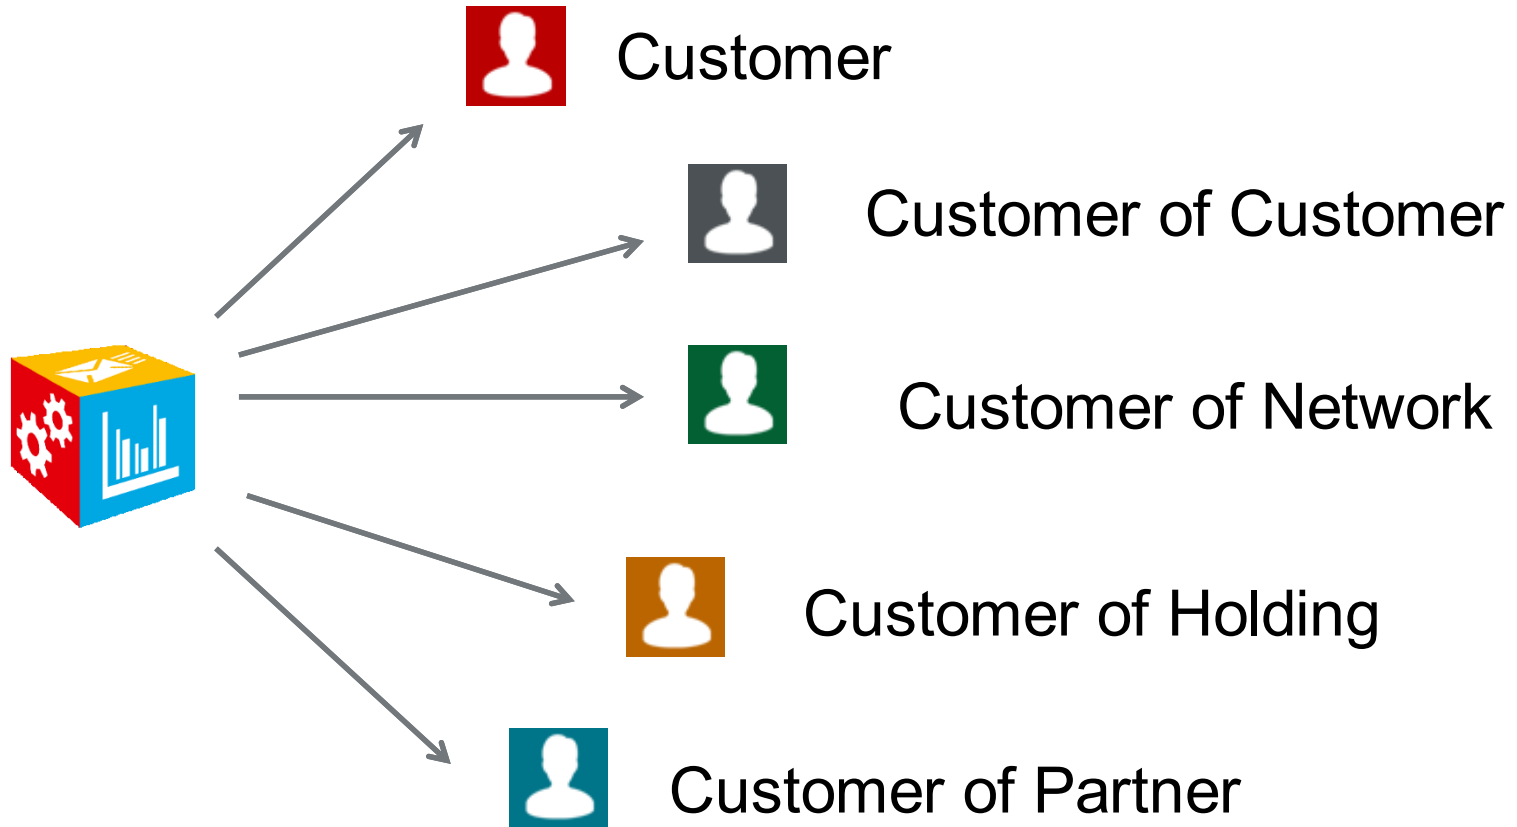 Customer
Customer of Customer
Customer of Network
Customer of Holding
Customer of Partner